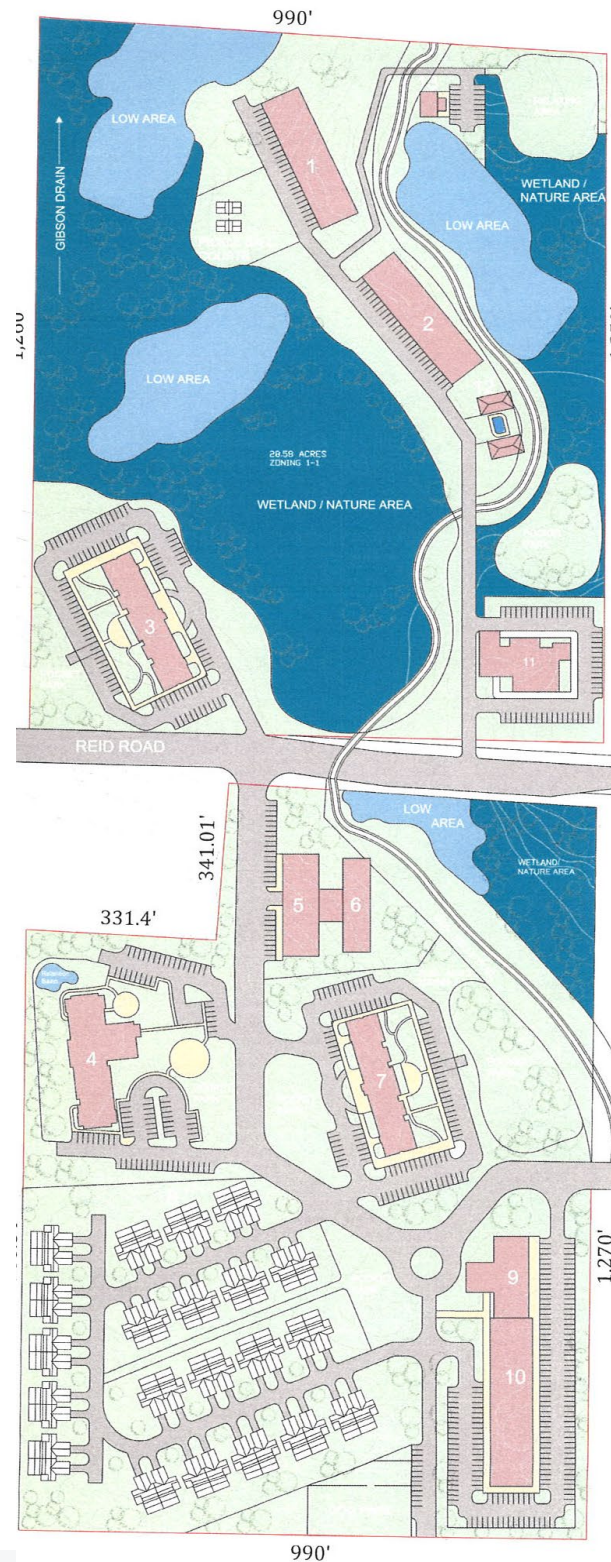 990'
LOW AREA
GIBSON DRAIN
1
WETLAND /
NATURE AREA
LOW AREA
2
LOW AREA
28.58 ACRES
ZONING 1-1
WETLAND / NATURE AREA
3
11
REID ROAD
341.01'
LOW
AREA
WETLAND/
NATURE AREA
331.4'
5
6
4
7
9
10
1,270'
990'